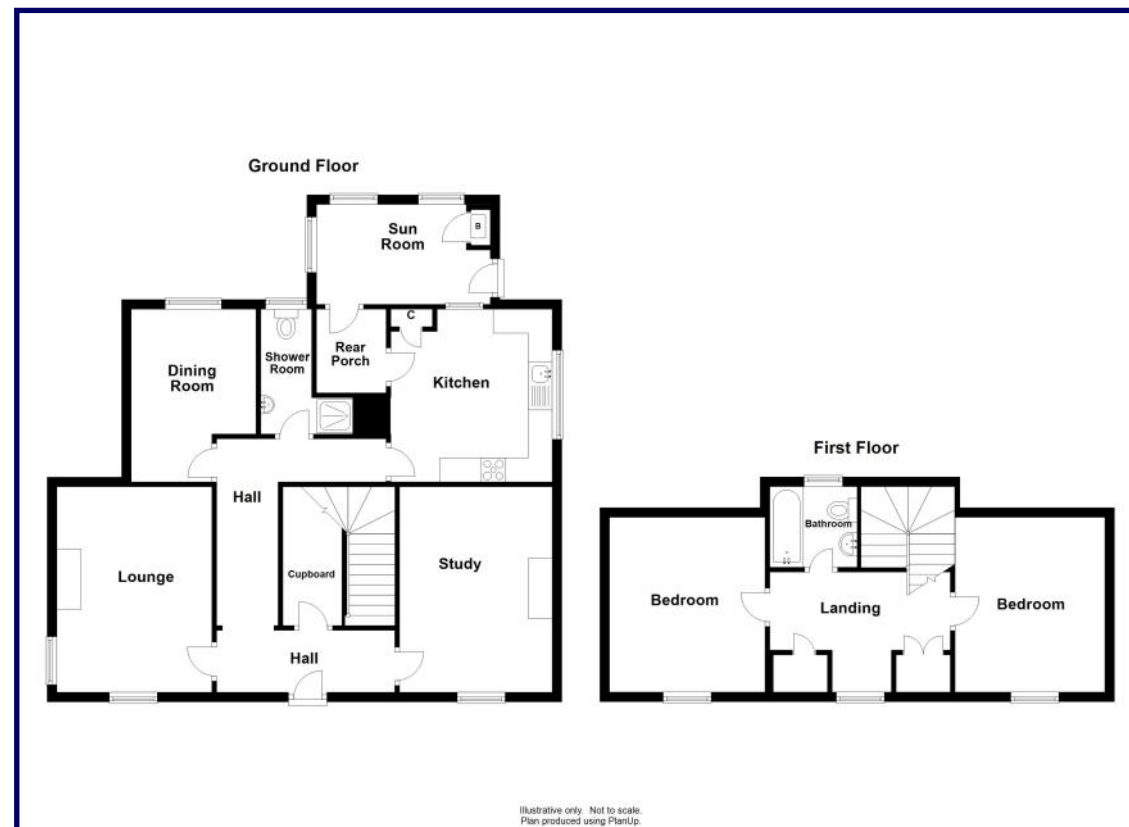 Ground Floor
Sun
Room
B
C
Rear
Porch
Shower
Room
Dining
Room
Kitchen
Hall
Lounge
Cupboard
Study
Hall
First Floor
Bathroom
Bedroom
Landing
Bedroom
Illustrative only. Not to scale.
Plan produced using PlanUp.